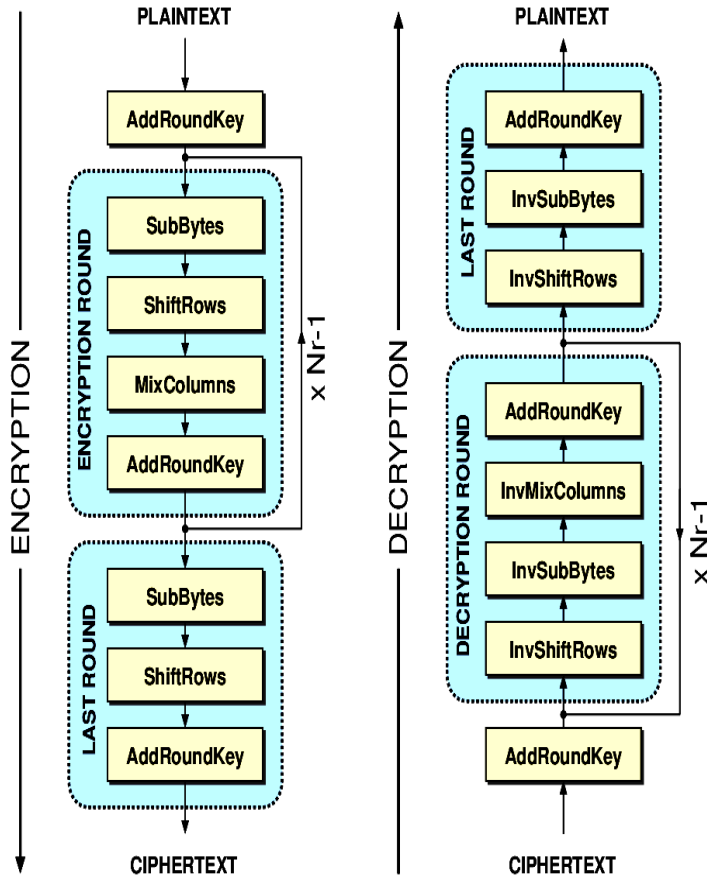 PLAINTEXT
AddRoundKey
SubBytes
ShiftRows
MixColumns
AddRoundKey
ENCRYPTION ROUND
x Nr-1
SubBytes
ShiftRows
AddRoundKey
LAST ROUND
CIPHERTEXT
ENCRYPTION
PLAINTEXT
AddRoundKey
InvSubBytes
InvShiftRows
LAST ROUND
AddRoundKey
InvMixColumns
InvSubBytes
InvShiftRows
DECRYPTION ROUND
x Nr-1
AddRoundKey
CIPHERTEXT
DECRYPTION